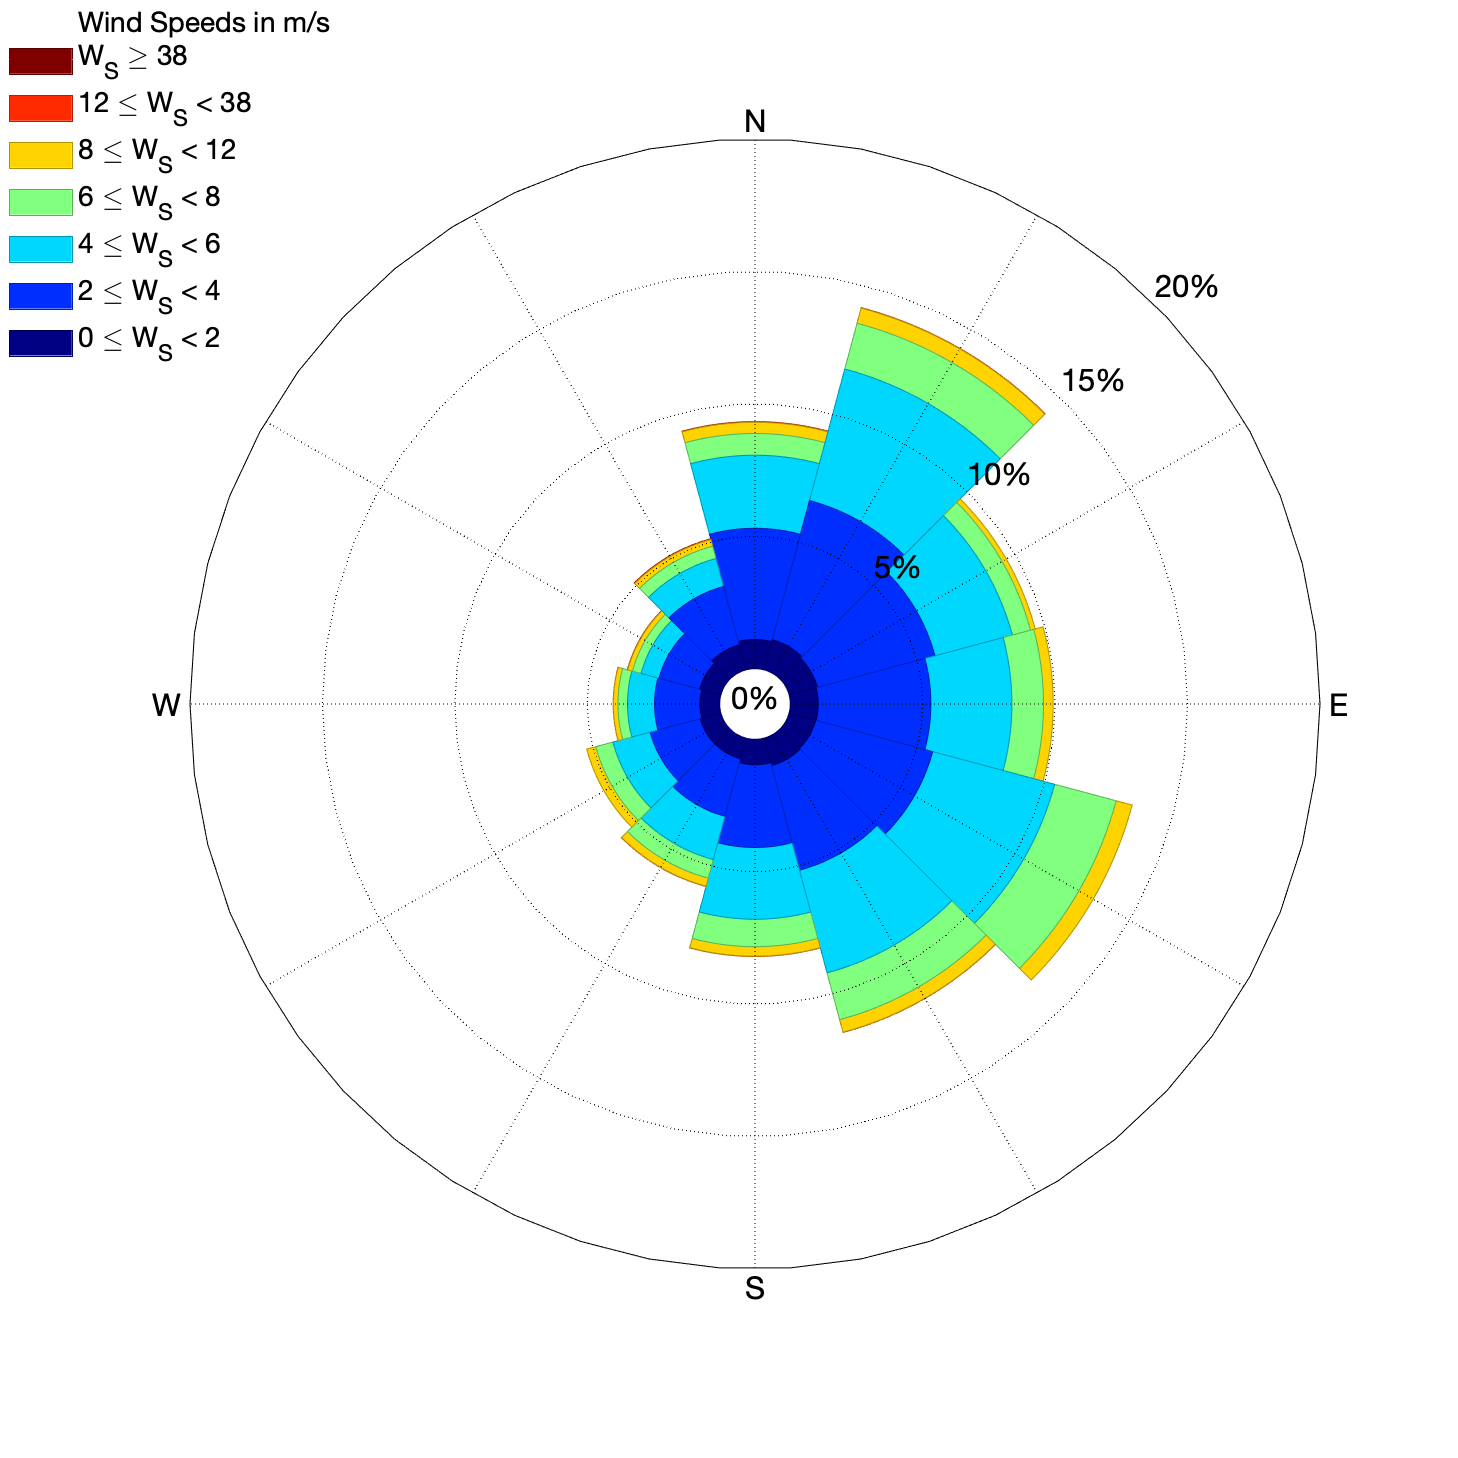 Wind Speeds in m/s
W_S ≥ 38
12 ≤ W_S < 38
8 ≤ W_S < 12
6 ≤ W_S < 8
4 ≤ W_S < 6
2 ≤ W_S < 4
0 ≤ W_S < 2
N
20%
15%
10%
5%
0%
W
E
S